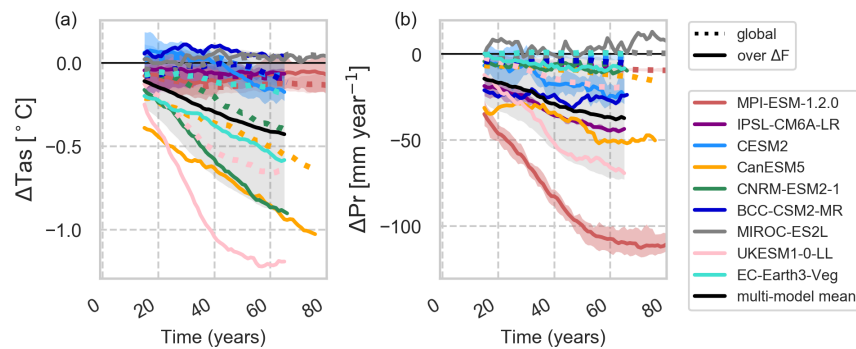 (a)
0.0
−0.5
−1.0
ΔTas [ ° C]
0
20
40
60
80
Time (years)
(b)
0
−50
−100
ΔPr [mm year⁻¹]
0
20
40
60
80
Time (years)
global
over ΔF
MPI-ESM-1.2.0
IPSL-CM6A-LR
CESM2
CanESM5
CNRM-ESM2-1
BCC-CSM2-MR
MIROC-ES2L
UKESM1-0-LL
EC-Earth3-Veg
multi-model mean